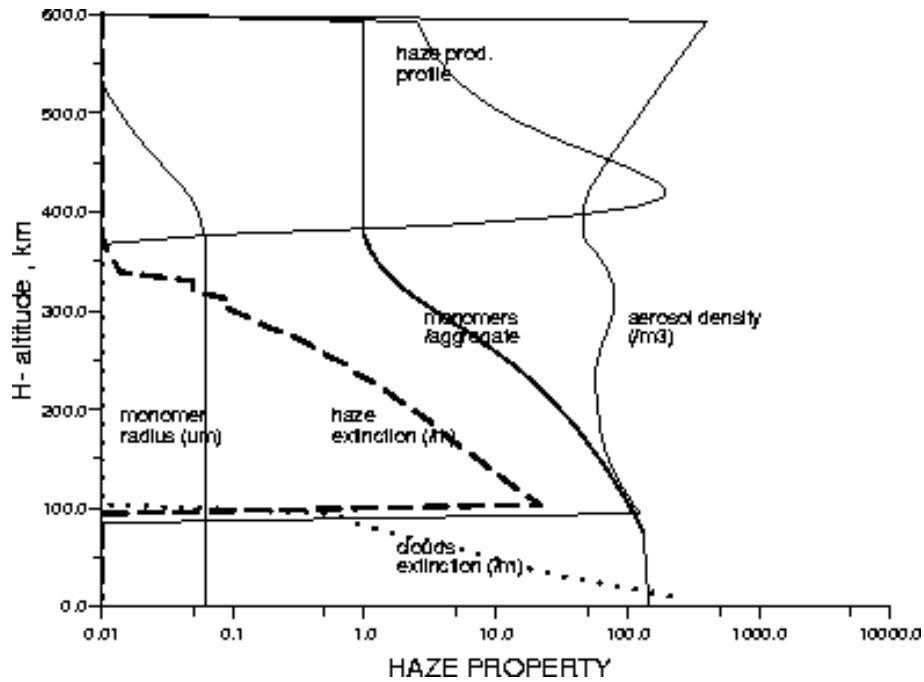 600.0
haze prod.
profile
500.0
400.0
H- altitude , km
300.0
monomers
/aggregate
aerosol density
(/m3)
200.0
monomer
radius (um)
haze
extinction (/m)
100.0
clouds
extinction (/m)
0.0
0.01
0.1
1.0
10.0
100.0
1000.0
10000.0
HAZE PROPERTY